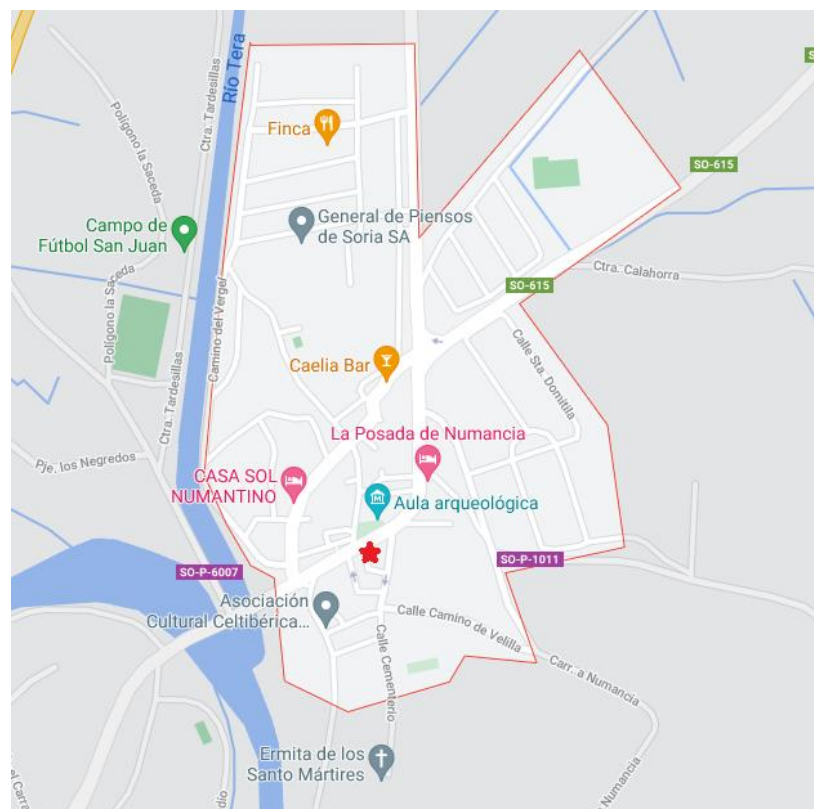 Río Tera
Ctra. Tardesillas
Polígono la Saceda
Finca
SO-615
General de Piensos
de Soria SA
Campo de
Fútbol San Juan
Ctra. Calahorra
SO-615
Polígono la Saceda
Camino del Vergel
Ctra. Tardesillas
Calle Sta. Domitila
Caelia Bar
La Posada de Numancia
Pje. los Negredos
CASA SOL
NUMANTINO
Aula arqueológica
SO-P-6007
SO-P-1011
Asociación
Cultural Celtibérica...
Calle Camino de Velilla
Calle Cementerio
Carr. a Numancia
Ermita de los
Santo Mártires
Numancia